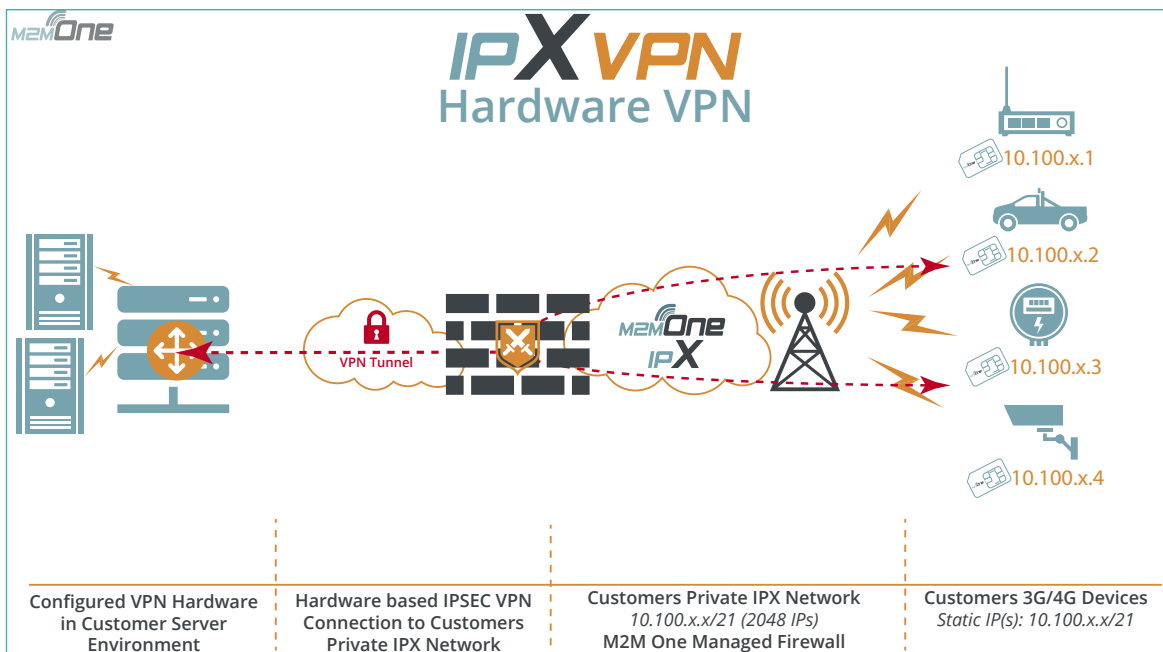 M2MOne
IPXVPN
Hardware VPN
10.100.x.1
10.100.x.2
10.100.x.3
10.100.x.4
VPN Tunnel
M2MOne
IPX
Configured VPN Hardware
in Customer Server
Environment
Hardware based IPSEC VPN
Connection to Customers
Private IPX Network
Customers Private IPX Network
10.100.x.x/21 (2048 IPs)
M2M One Managed Firewall
Customers 3G/4G Devices
Static IP(s): 10.100.x.x/21